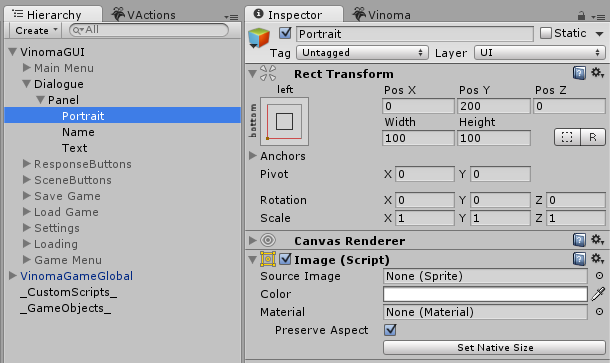 Hierarchy VActions
Create All
VinomaGUI
Main Menu
Dialogue
Panel
Portrait
Name
Text
ResponseButtons
SceneButtons
Save Game
Load Game
Settings
Loading
Game Menu
VinomaGameGlobal
_CustomScripts_
_GameObjects_
Inspector Vinoma
Portrait Static
Tag Untagged Layer UI
Rect Transform
left Pos X Pos Y Pos Z
bottom 0 200 0
Width Height
100 100 R
Anchors
Pivot X 0 Y 0
Rotation X 0 Y 0 Z 0
Scale X 1 Y 1 Z 1
Canvas Renderer
Image (Script)
Source Image None (Sprite)
Color
Material None (Material)
Preserve Aspect
Set Native Size